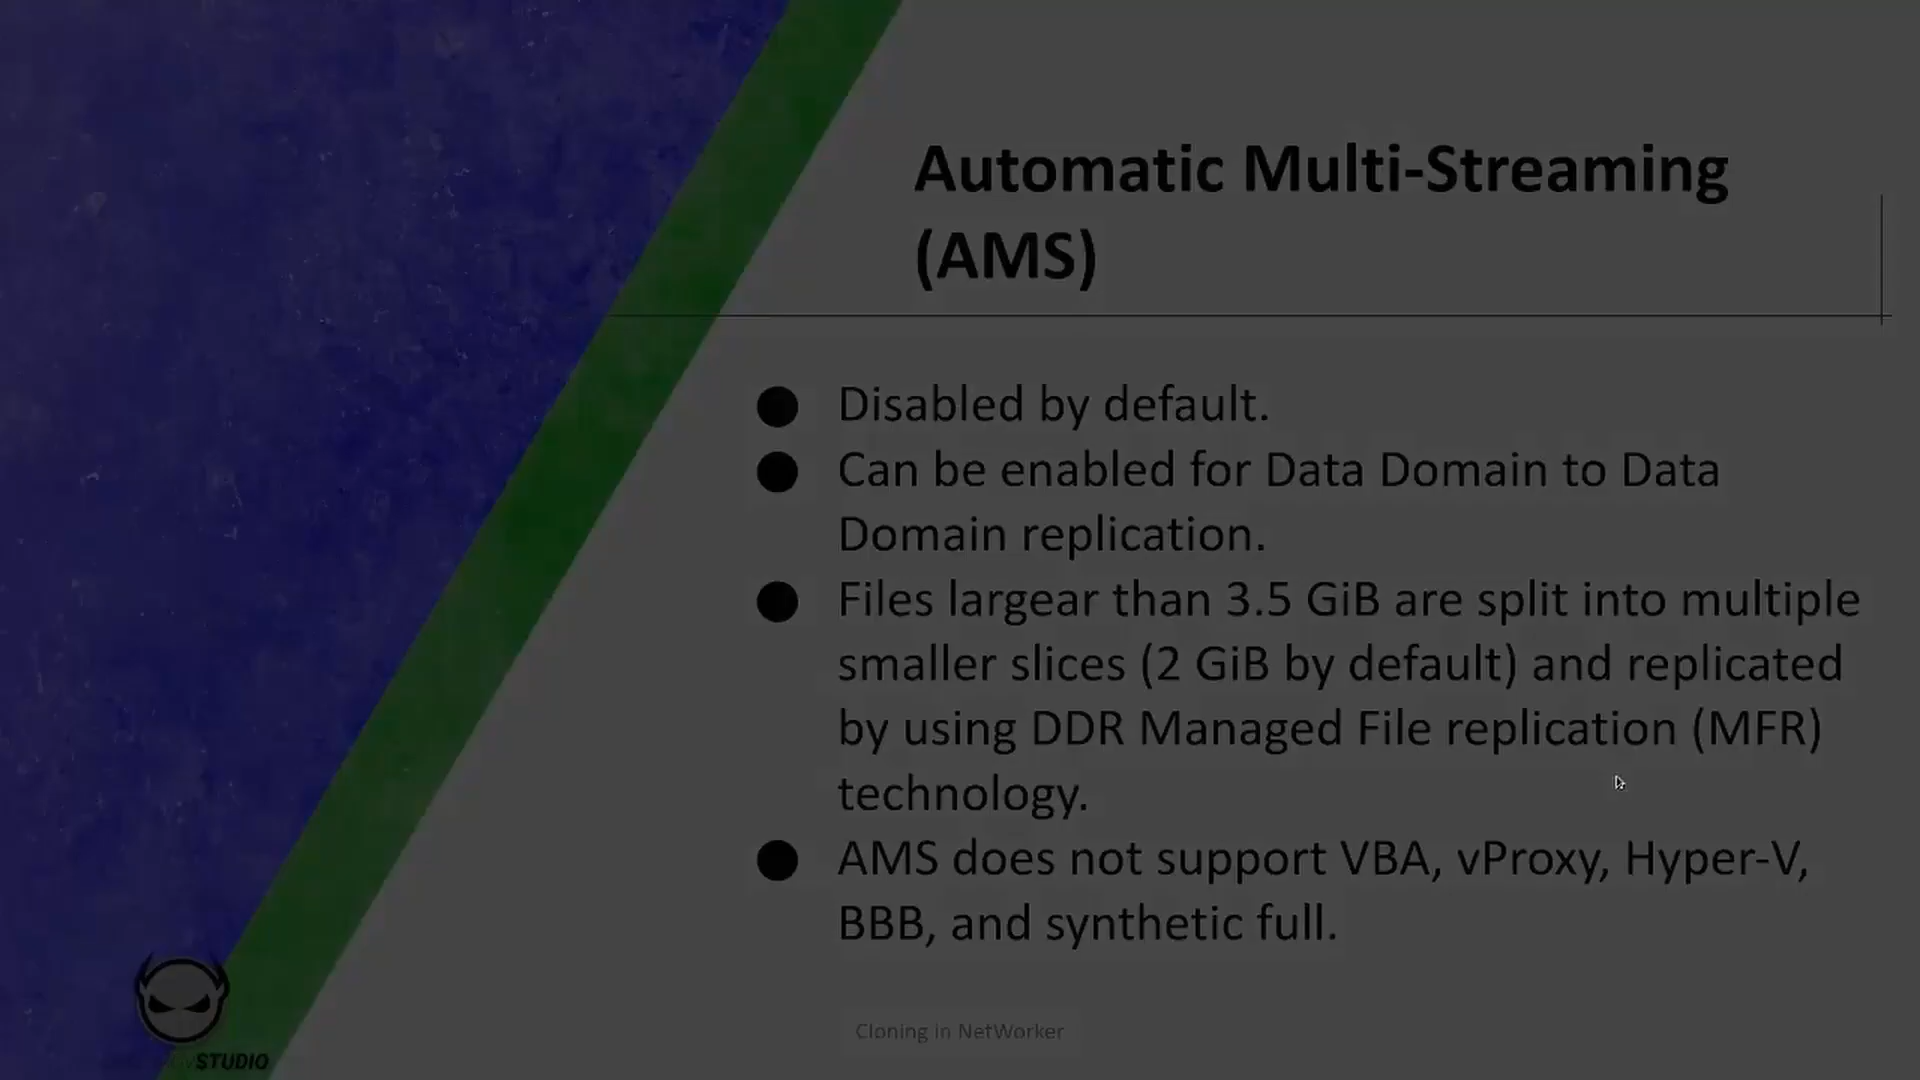 Automatic Multi-Streaming
(AMS)
● Disabled by default.
● Can be enabled for Data Domain to Data
Domain replication.
● Files largear than 3.5 GiB are split into multiple
smaller slices (2 GiB by default) and replicated
by using DDR Managed File replication (MFR)
technology.
● AMS does not support VBA, vProxy, Hyper-V,
BBB, and synthetic full.
Cloning in NetWorker
STUDIO